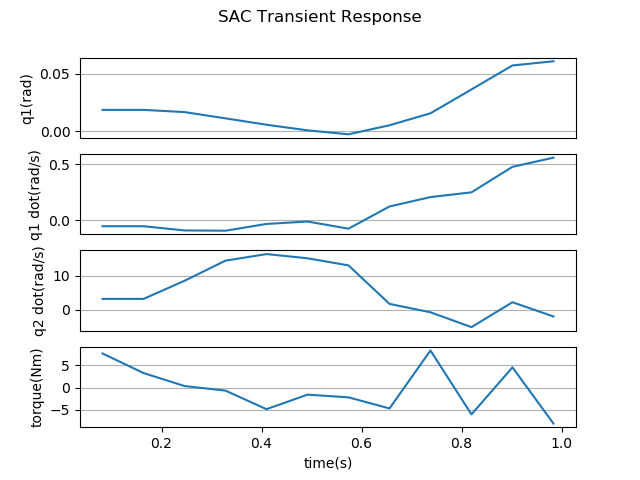 SAC Transient Response
0.05
0.00
q1(rad)
0.5
0.0
q1 dot(rad/s)
10
0
q2 dot(rad/s)
5
0
−5
torque(Nm)
0.2 0.4 0.6 0.8 1.0
time(s)